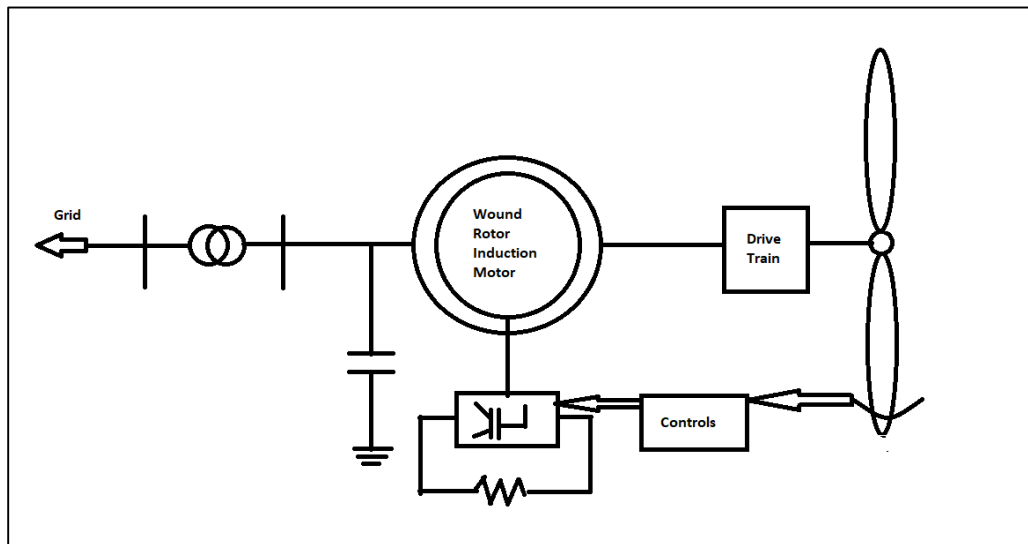 Grid
Wound
Rotor
Induction
Motor
Drive
Train
Controls